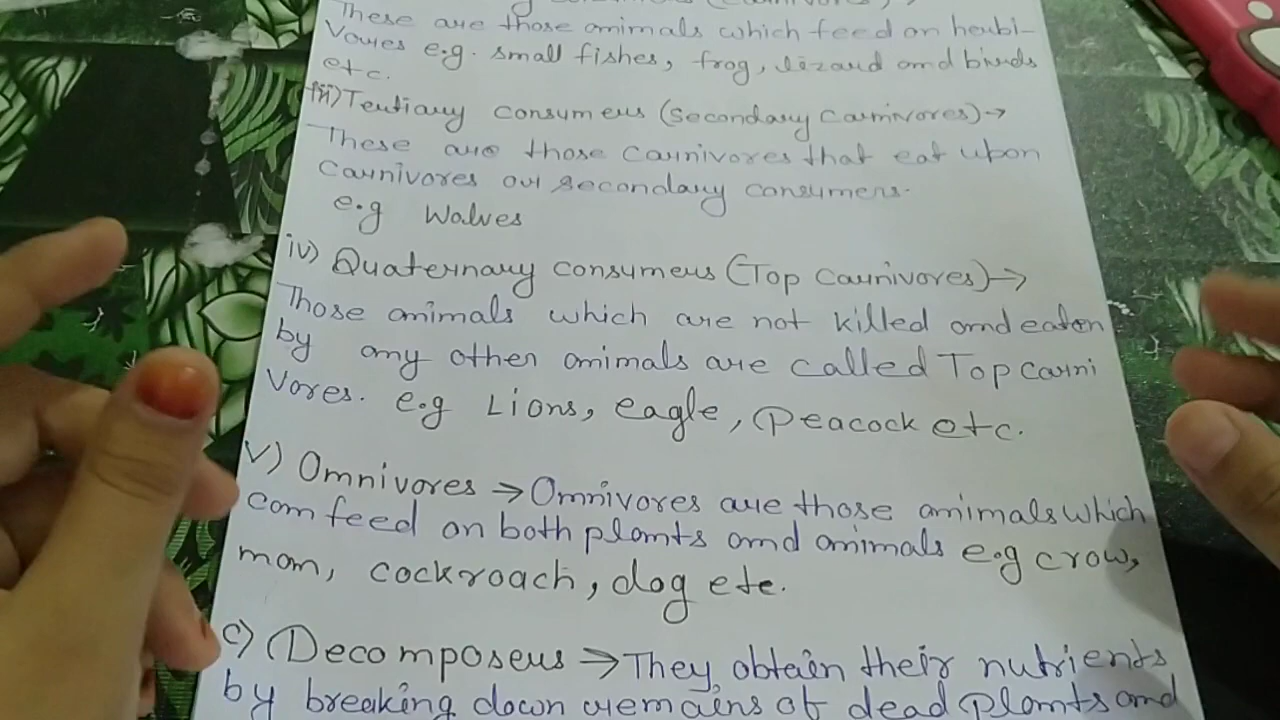 These are those animals which feed on herbi-
vores e.g. small fishes, frog, lizard and birds
etc.
iii) Tertiary consumers (Secondary Carnivores) →
These are those Carnivores that eat upon
Carnivores or secondary consumers.
e.g Wolves
iv) Quaternary consumers (Top Carnivores) →
Those animals which are not killed and eaten
by any other animals are called Top carni
vores. e.g Lions, eagle, Peacock etc.
v) Omnivores → Omnivores are those animals which
can feed on both plants and animals e.g crow,
man, cockroach, dog etc.
c) Decomposers → They obtain their nutrients
by breaking down remains of dead plants and